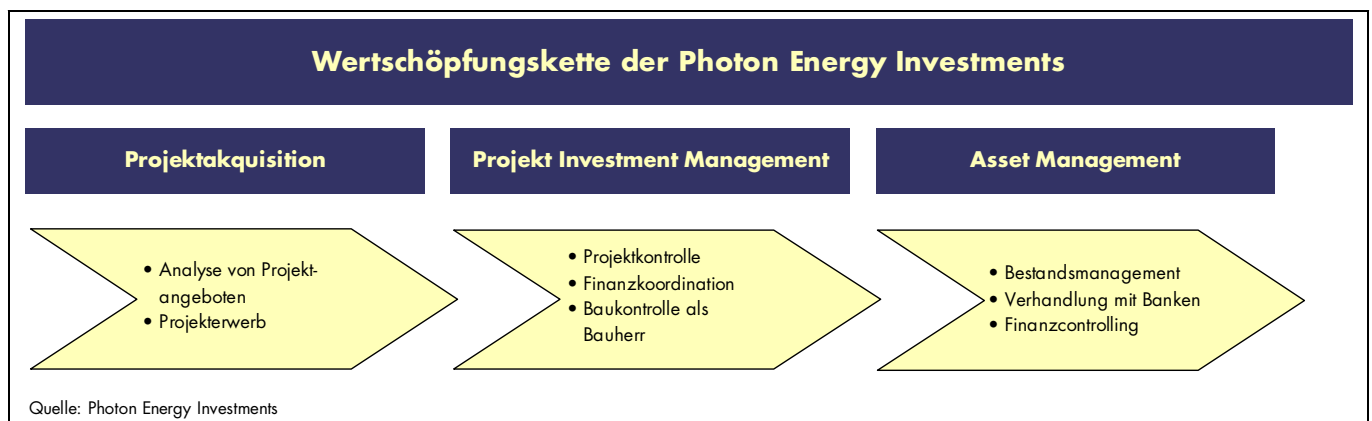 Wertschöpfungskette der Photon Energy Investments
Projektakquisition
Projekt Investment Management
Asset Management
• Analyse von Projekt-
angeboten
• Projekterwerb
• Projektkontrolle
• Finanzkoordination
• Baukontrolle als
Bauherr
• Bestandsmanagement
• Verhandlung mit Banken
• Finanzcontrolling
Quelle: Photon Energy Investments